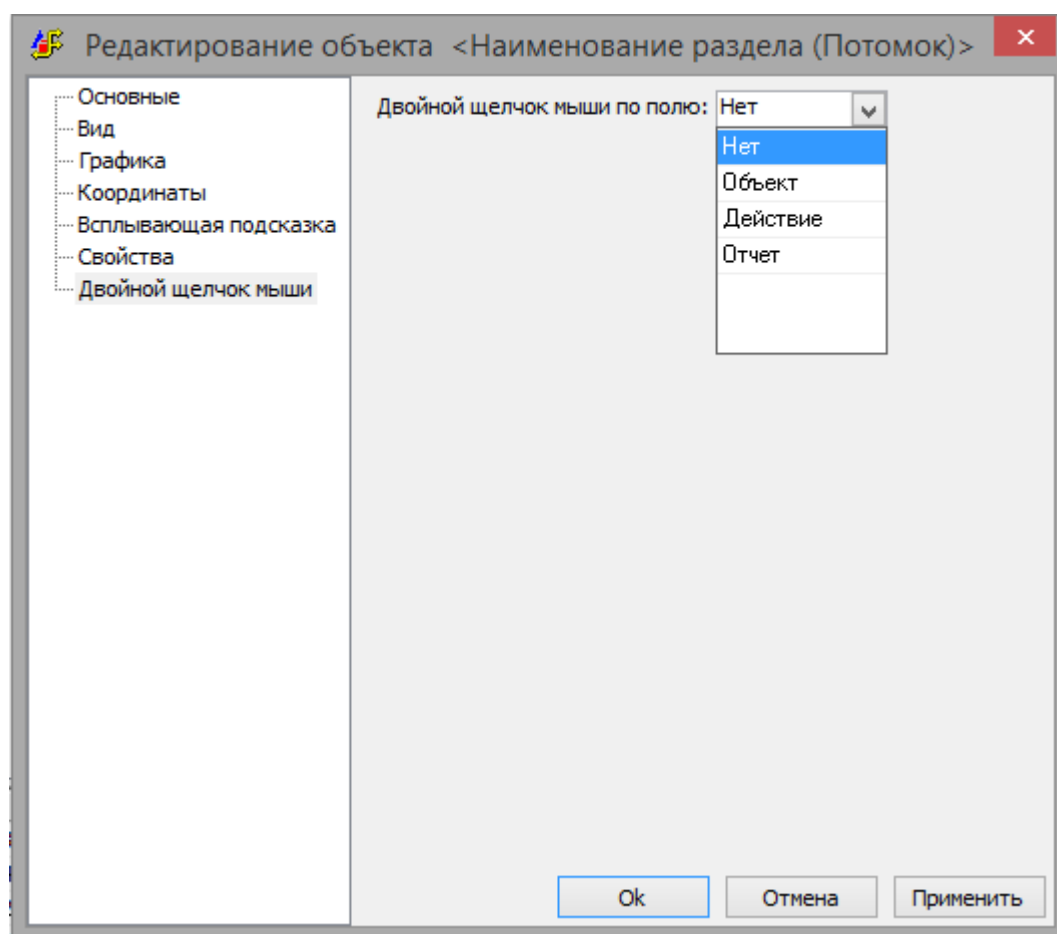 Редактирование объекта <Наименование раздела (Потомок)>
Основные
Вид
Графика
Координаты
Всплывающая подсказка
Свойства
Двойной щелчок мыши
Двойной щелчок мыши по полю: Нет
Нет
Объект
Действие
Отчет
Ok Отмена Применить